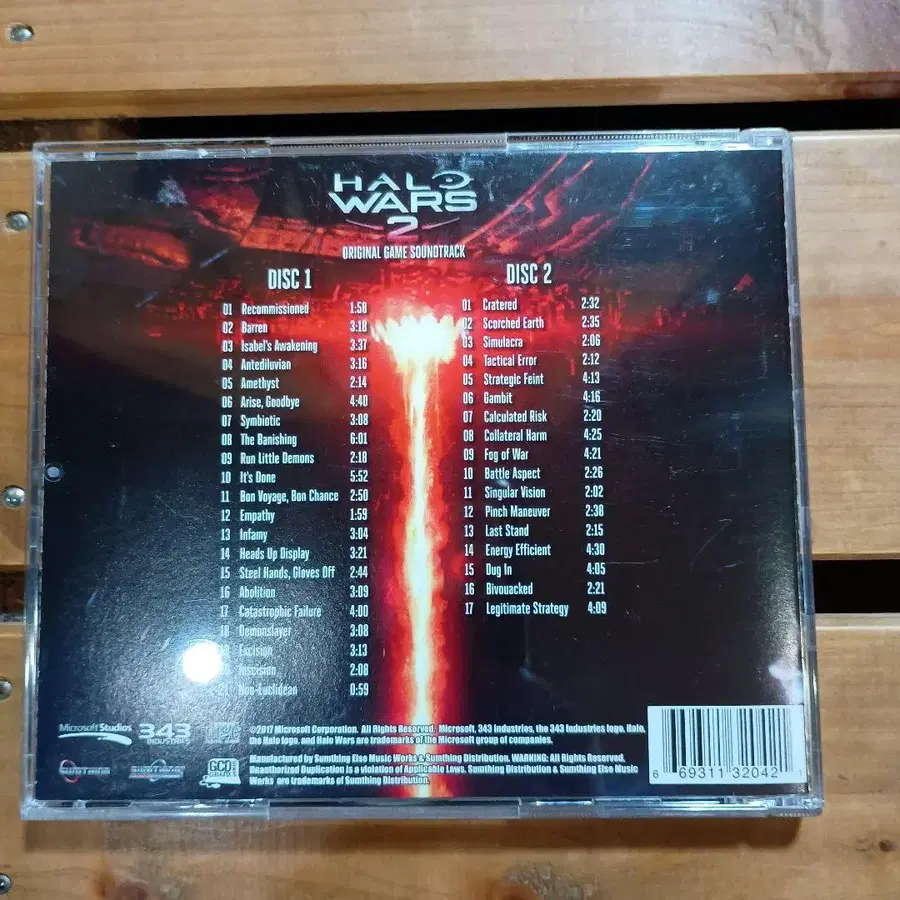 HALO
WARS
2
ORIGINAL GAME SOUNDTRACK
DISC 1
01 Recommissioned 1:58
02 Barren 3:18
03 Isabel's Awakening 3:37
04 Antediluvian 3:16
05 Amethyst 2:14
06 Arise, Goodbye 4:40
07 Symbiotic 3:08
08 The Banishing 6:01
09 Run Little Demons 2:18
10 It's Done 5:52
11 Bon Voyage, Bon Chance 2:50
12 Empathy 1:59
13 Infamy 3:04
14 Heads Up Display 3:21
15 Steel Hands, Gloves Off 2:44
16 Abolition 3:09
17 Catastrophic Failure 4:00
18 Demonslayer 3:08
Excision 3:13
2:08
21 Non-Euclidean 0:59
DISC 2
01 Cratered 2:32
02 Scorched Earth 2:35
03 Simulacra 2:06
04 Tactical Error 2:12
05 Strategic Feint 4:13
06 Gambit 4:16
07 Calculated Risk 2:20
08 Collateral Harm 4:25
09 Fog of War 4:21
10 Battle Aspect 2:26
11 Singular Vision 2:02
12 Pinch Maneuver 2:38
13 Last Stand 2:15
14 Energy Efficient 4:30
15 Dug In 4:05
16 Bivouacked 2:21
17 Legitimate Strategy 4:09
Microsoft Studios
343
INDUSTRIES
GCO
©2017 Microsoft Corporation. All Rights Reserved. Microsoft, 343 Industries, the 343 Industries logo, Halo,
the Halo logo, and Halo Wars are trademarks of the Microsoft group of companies.
Manufactured by Sumthing Else Music Works & Sumthing Distribution. WARNING: All Rights Reserved.
Unauthorized Duplication is a violation of Applicable Laws. Sumthing Distribution & Sumthing Else Music
Works are trademarks of Sumthing Distribution.
6 69311 32042